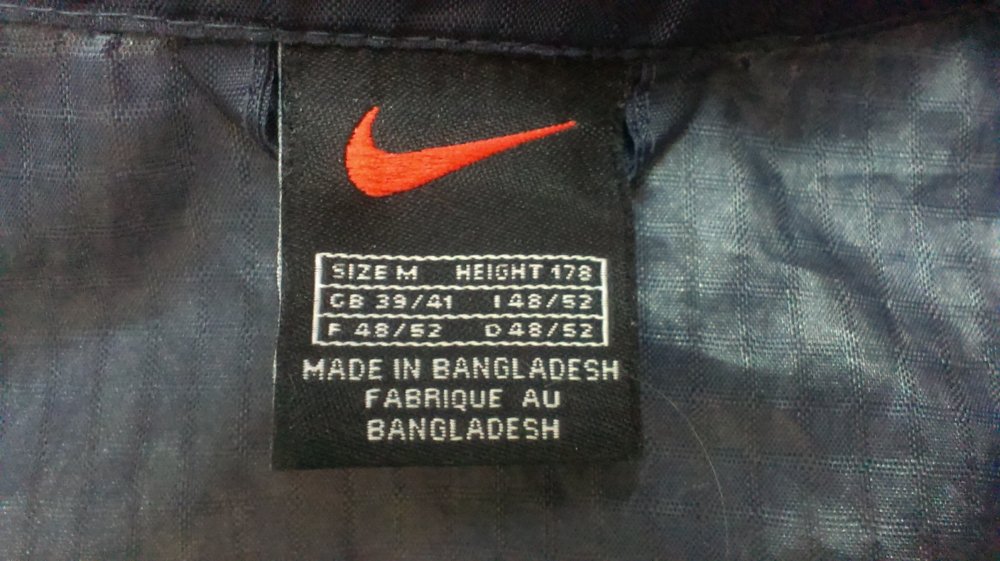 SIZE M HEIGHT 178
GB 39/41 I 48/52
F 48/52 D 48/52
MADE IN BANGLADESH
FABRIQUE AU
BANGLADESH